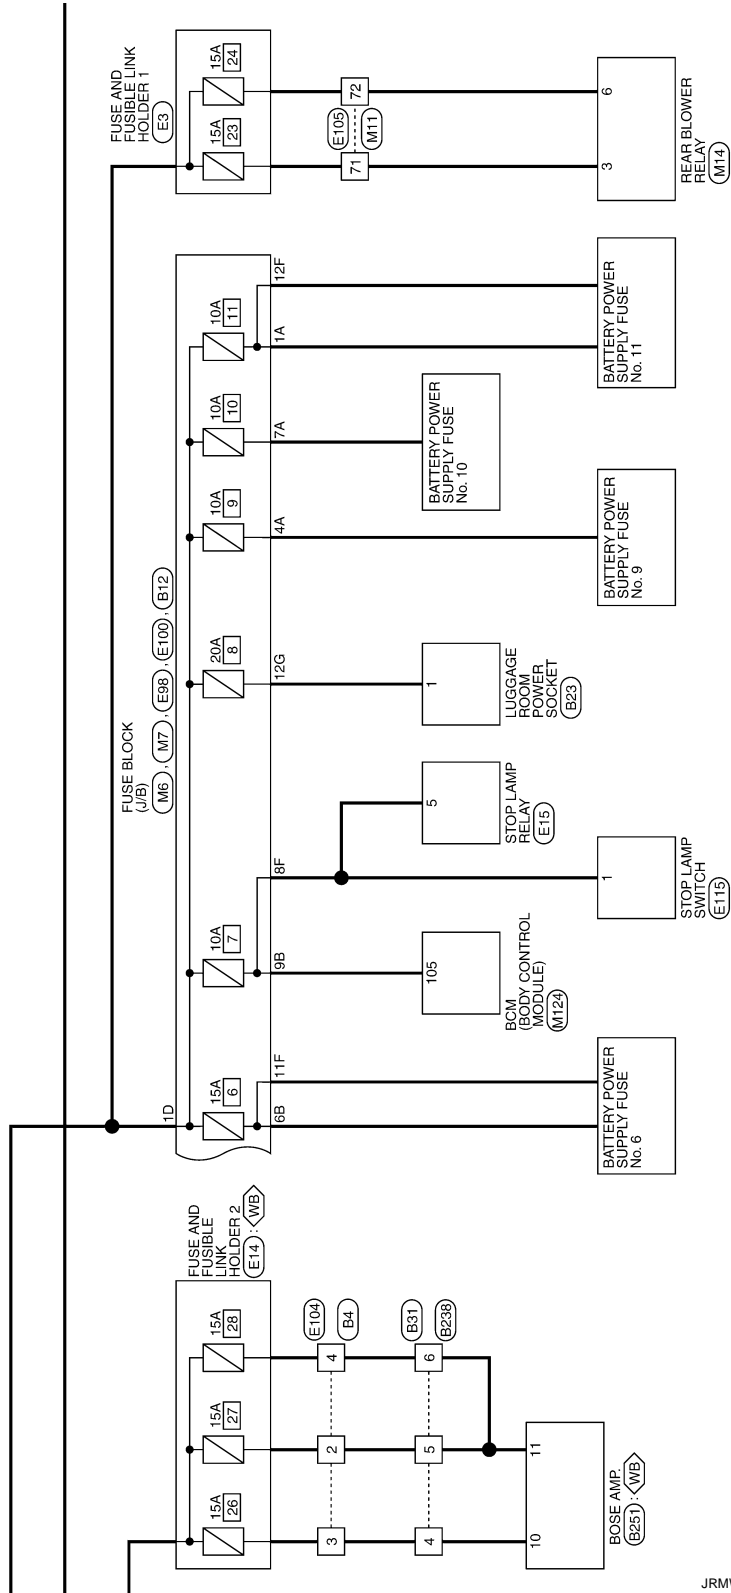 FUSE AND
FUSIBLE LINK
HOLDER 1
E3
15A
24
15A
23
72
E105
M11
71
6
3
REAR BLOWER
RELAY
M14
FUSE BLOCK
(J/B)
M6 , M7 , E98 , E100 , B12
10A
11
12F
1A
BATTERY POWER
SUPPLY FUSE
No. 11
10A
10
7A
BATTERY POWER
SUPPLY FUSE
No. 10
10A
9
4A
BATTERY POWER
SUPPLY FUSE
No. 9
20A
8
12G
1
LUGGAGE
ROOM
POWER
SOCKET
B23
5
STOP LAMP
RELAY
E15
8F
1
STOP LAMP
SWITCH
E115
10A
7
9B
105
BCM
(BODY CONTROL
MODULE)
M124
1D
15A
6
11F
6B
BATTERY POWER
SUPPLY FUSE
No. 6
FUSE AND
FUSIBLE
LINK
HOLDER 2
E14 : WB
15A
28
15A
27
15A
26
E104
B4
4
2
3
B31
B238
6
5
4
11
10
BOSE AMP.
B251 : WB